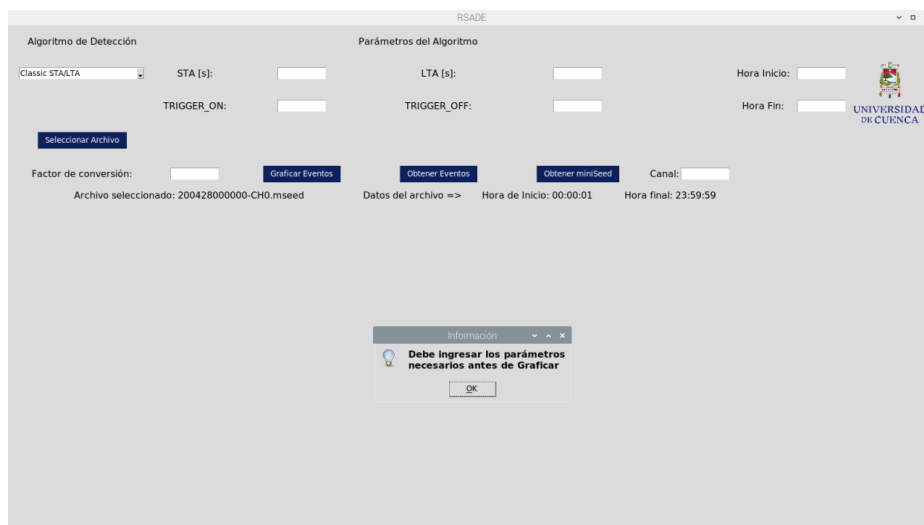 RSADE
Algoritmo de Detección
Parámetros del Algoritmo
Classic STA/LTA
STA [s]:
LTA [s]:
Hora Inicio:
TRIGGER_ON:
TRIGGER_OFF:
Hora Fin:
UNIVERSIDAD
DE CUENCA
Seleccionar Archivo
Factor de conversión:
Graficar Eventos
Obtener Eventos
Obtener miniSeed
Canal:
Archivo seleccionado: 200428000000-CH0.mseed
Datos del archivo =>
Hora de Inicio: 00:00:01
Hora final: 23:59:59
Información
Debe ingresar los parámetros
necesarios antes de Graficar
OK